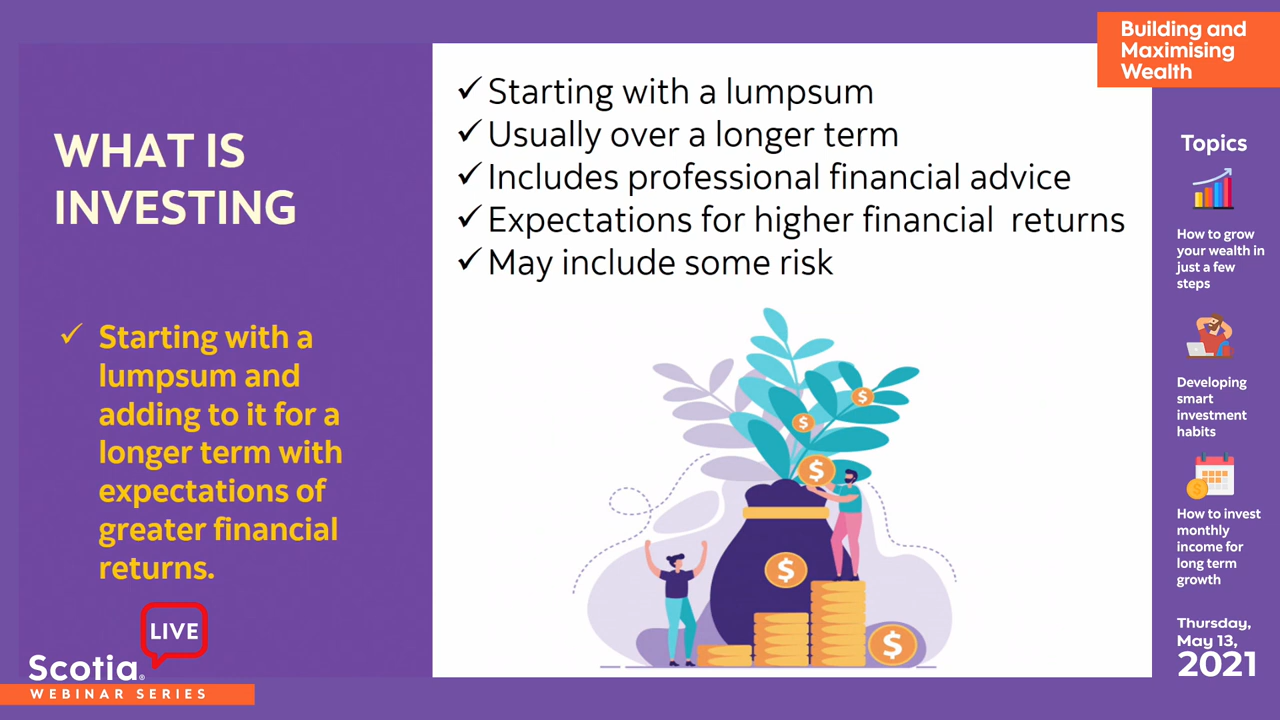 Building and
Maximising
Wealth
WHAT IS
INVESTING
✓ Starting with a
lumpsum and
adding to it for a
longer term with
expectations of
greater financial
returns.
✓ Starting with a lumpsum
✓ Usually over a longer term
✓ Includes professional financial advice
✓ Expectations for higher financial returns
✓ May include some risk
$
$
$
$
$
Topics
How to grow
your wealth in
just a few
steps
Developing
smart
investment
habits
How to invest
monthly
income for
long term
growth
Thursday,
May 13,
2021
LIVE
Scotia®
WEBINAR SERIES